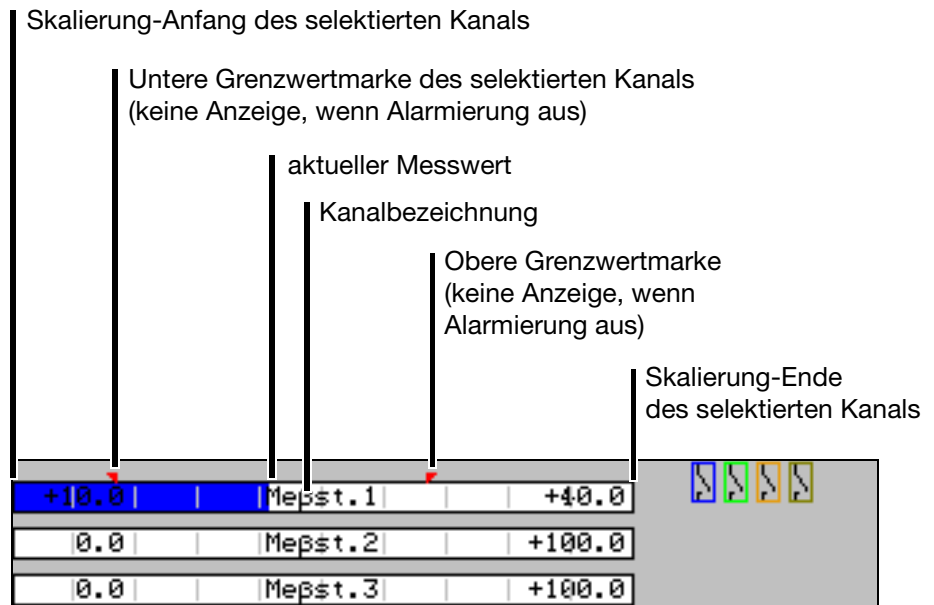 Skalierung-Anfang des selektierten Kanals
Untere Grenzwertmarke des selektierten Kanals
(keine Anzeige, wenn Alarmierung aus)
aktueller Messwert
Kanalbezeichnung
Obere Grenzwertmarke
(keine Anzeige, wenn
Alarmierung aus)
Skalierung-Ende
des selektierten Kanals
+10.0 Meßst.1 +40.0
0.0 Meßst.2 +100.0
0.0 Meßst.3 +100.0